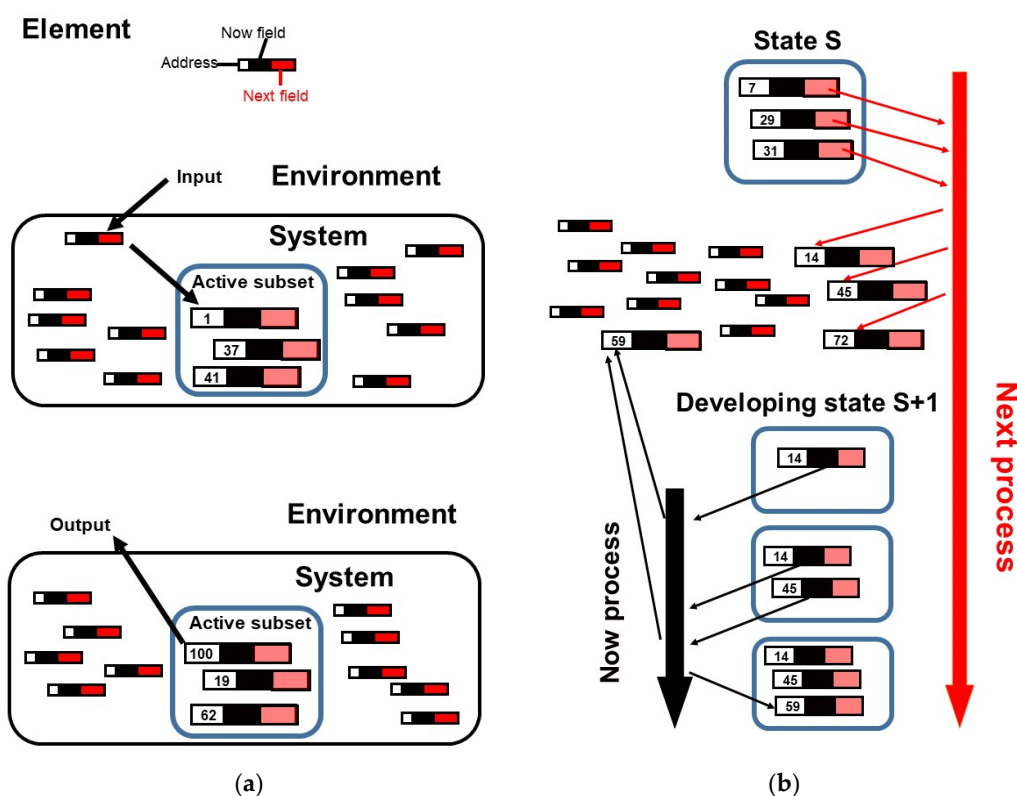 Element
Now field
Address
Next field
Input
Environment
System
Active subset
1
37
41
Output
Environment
System
Active subset
100
19
62
(a)
State S
7
29
31
14
45
59
72
Developing state S+1
14
14
45
14
45
59
Now process
Next process
(b)